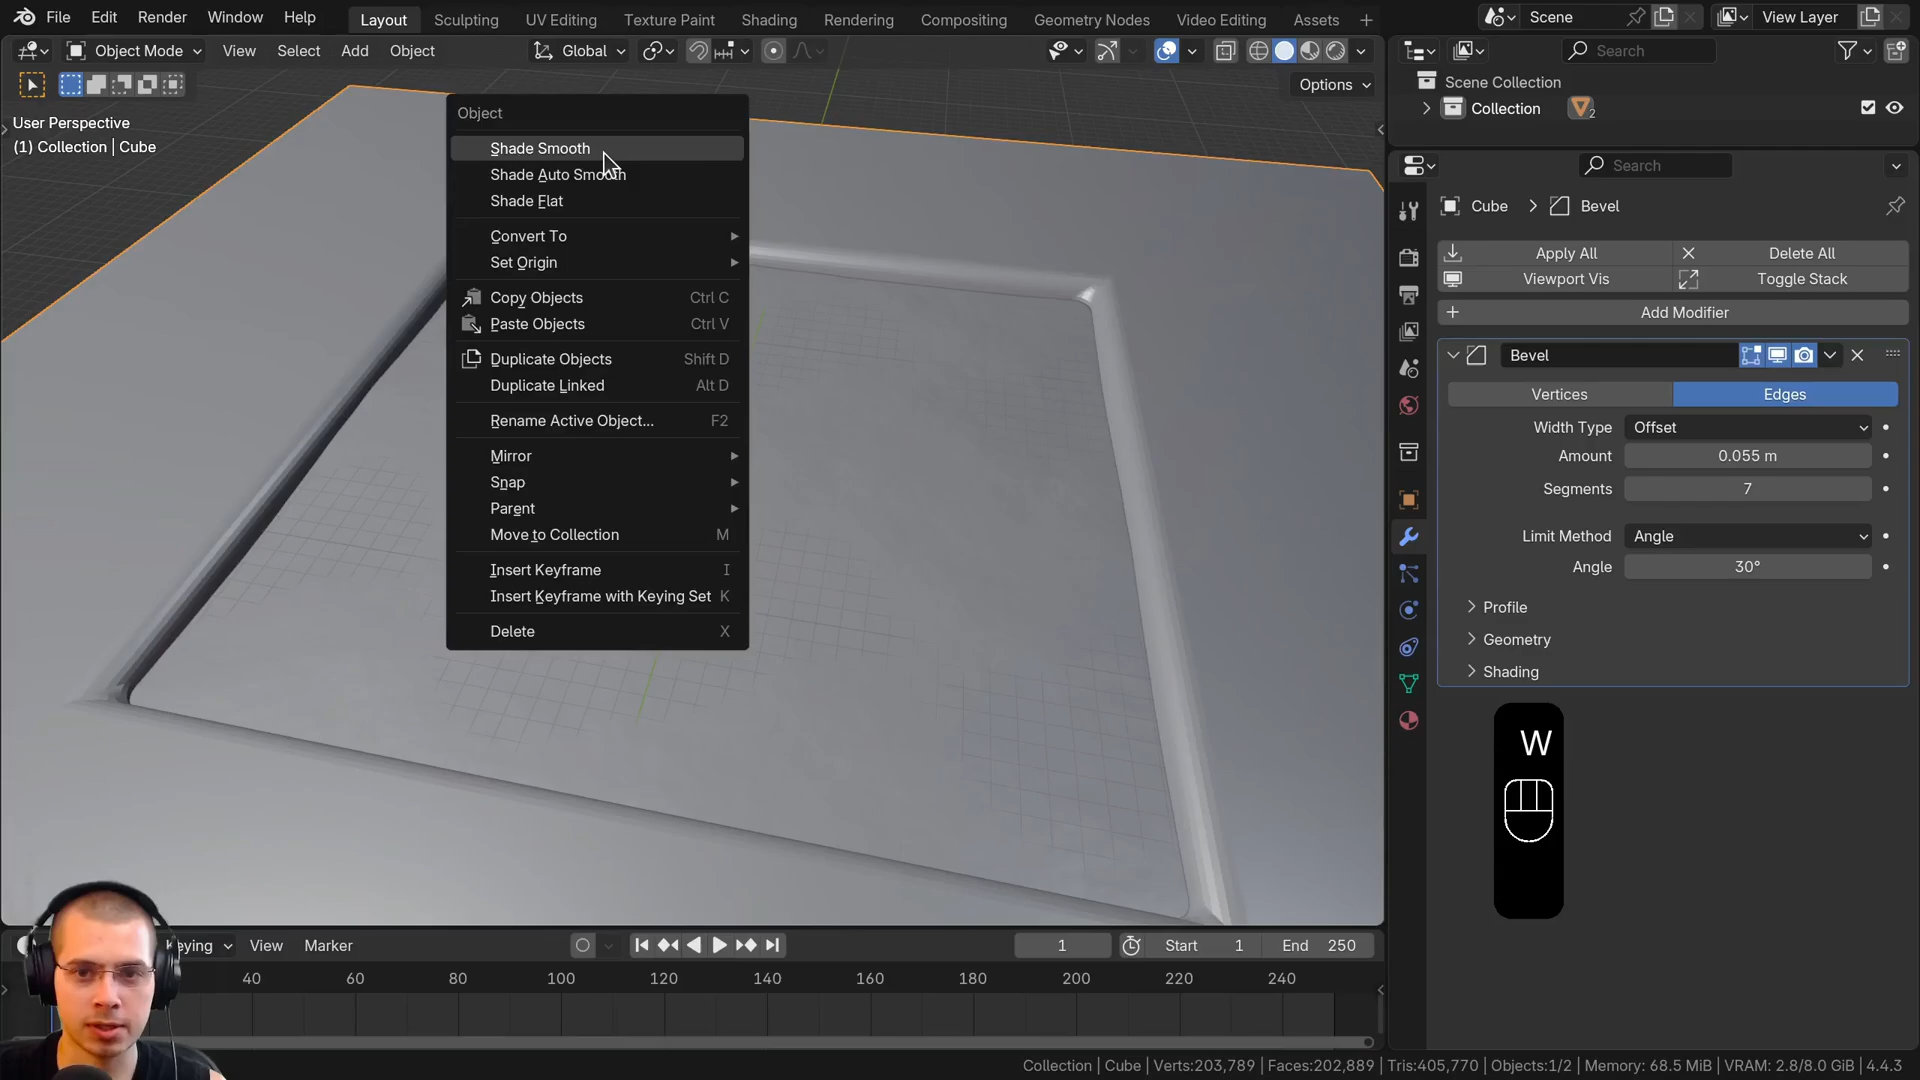 File Edit Render Window Help Layout Sculpting UV Editing Texture Paint Shading Rendering Compositing Geometry Nodes Video Editing Assets Scene View Layer
Object Mode View Select Add Object Global Search
Options
Scene Collection
Collection 2
User Perspective
(1) Collection | Cube
Object
Shade Smooth
Shade Auto Smooth
Shade Flat
Convert To
Set Origin
Copy Objects Ctrl C
Paste Objects Ctrl V
Duplicate Objects Shift D
Duplicate Linked Alt D
Rename Active Object... F2
Mirror
Snap
Parent
Move to Collection M
Insert Keyframe I
Insert Keyframe with Keying Set K
Delete X
Search
Cube > Bevel
Apply All Delete All
Viewport Vis Toggle Stack
Add Modifier
Bevel
Vertices Edges
Width Type Offset
Amount 0.055 m
Segments 7
Limit Method Angle
Angle 30°
Profile
Geometry
Shading
W
Keying View Marker 1 Start 1 End 250
40 60 80 100 120 140 160 180 200 220 240
Collection | Cube | Verts:203,789 | Faces:202,889 | Tris:405,770 | Objects:1/2 | Memory: 68.5 MiB | VRAM: 2.8/8.0 GiB | 4.4.3